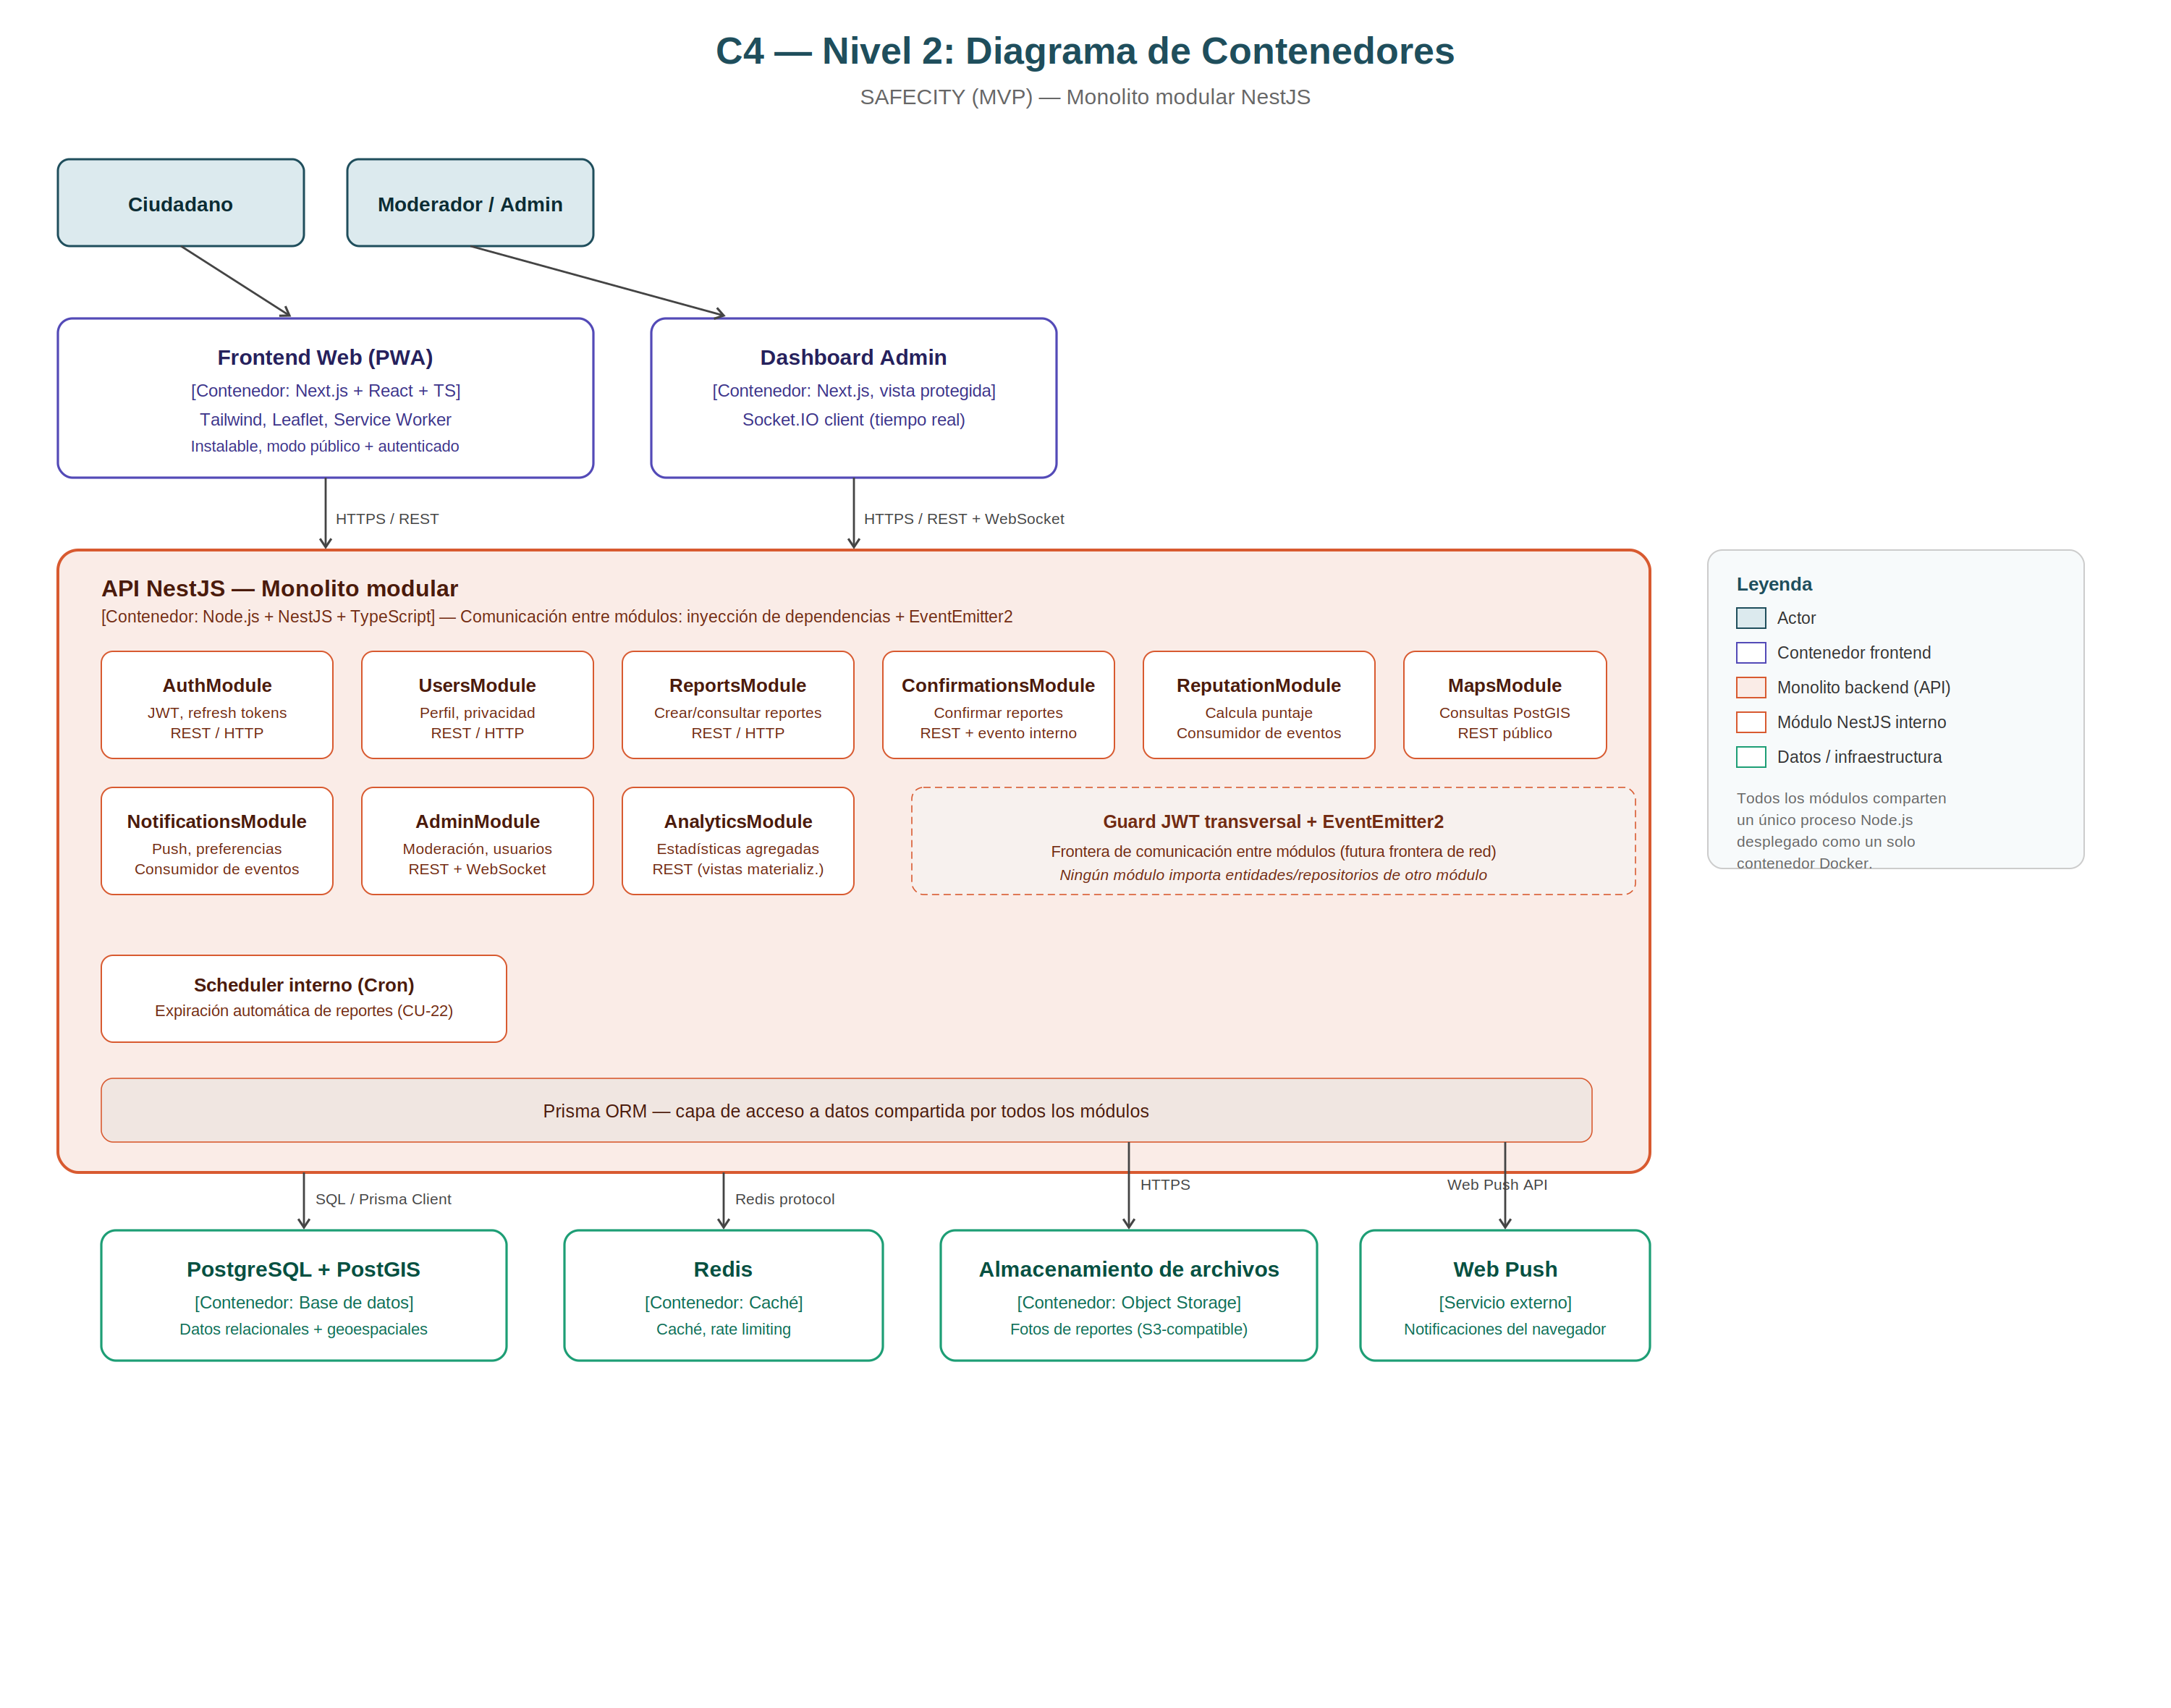 C4 — Nivel 2: Diagrama de Contenedores
SAFECITY (MVP) — Monolito modular NestJS
Ciudadano
Moderador / Admin
Frontend Web (PWA)
[Contenedor: Next.js + React + TS]
Tailwind, Leaflet, Service Worker
Instalable, modo público + autenticado
Dashboard Admin
[Contenedor: Next.js, vista protegida]
Socket.IO client (tiempo real)
HTTPS / REST
HTTPS / REST + WebSocket
API NestJS — Monolito modular
[Contenedor: Node.js + NestJS + TypeScript] — Comunicación entre módulos: inyección de dependencias + EventEmitter2
AuthModule
JWT, refresh tokens
REST / HTTP
UsersModule
Perfil, privacidad
REST / HTTP
ReportsModule
Crear/consultar reportes
REST / HTTP
ConfirmationsModule
Confirmar reportes
REST + evento interno
ReputationModule
Calcula puntaje
Consumidor de eventos
MapsModule
Consultas PostGIS
REST público
NotificationsModule
Push, preferencias
Consumidor de eventos
AdminModule
Moderación, usuarios
REST + WebSocket
AnalyticsModule
Estadísticas agregadas
REST (vistas materializ.)
Guard JWT transversal + EventEmitter2
Frontera de comunicación entre módulos (futura frontera de red)
Ningún módulo importa entidades/repositorios de otro módulo
Scheduler interno (Cron)
Expiración automática de reportes (CU-22)
Prisma ORM — capa de acceso a datos compartida por todos los módulos
SQL / Prisma Client
Redis protocol
HTTPS
Web Push API
PostgreSQL + PostGIS
[Contenedor: Base de datos]
Datos relacionales + geoespaciales
Redis
[Contenedor: Caché]
Caché, rate limiting
Almacenamiento de archivos
[Contenedor: Object Storage]
Fotos de reportes (S3-compatible)
Web Push
[Servicio externo]
Notificaciones del navegador
Leyenda
Actor
Contenedor frontend
Monolito backend (API)
Módulo NestJS interno
Datos / infraestructura
Todos los módulos comparten
un único proceso Node.js
desplegado como un solo
contenedor Docker.